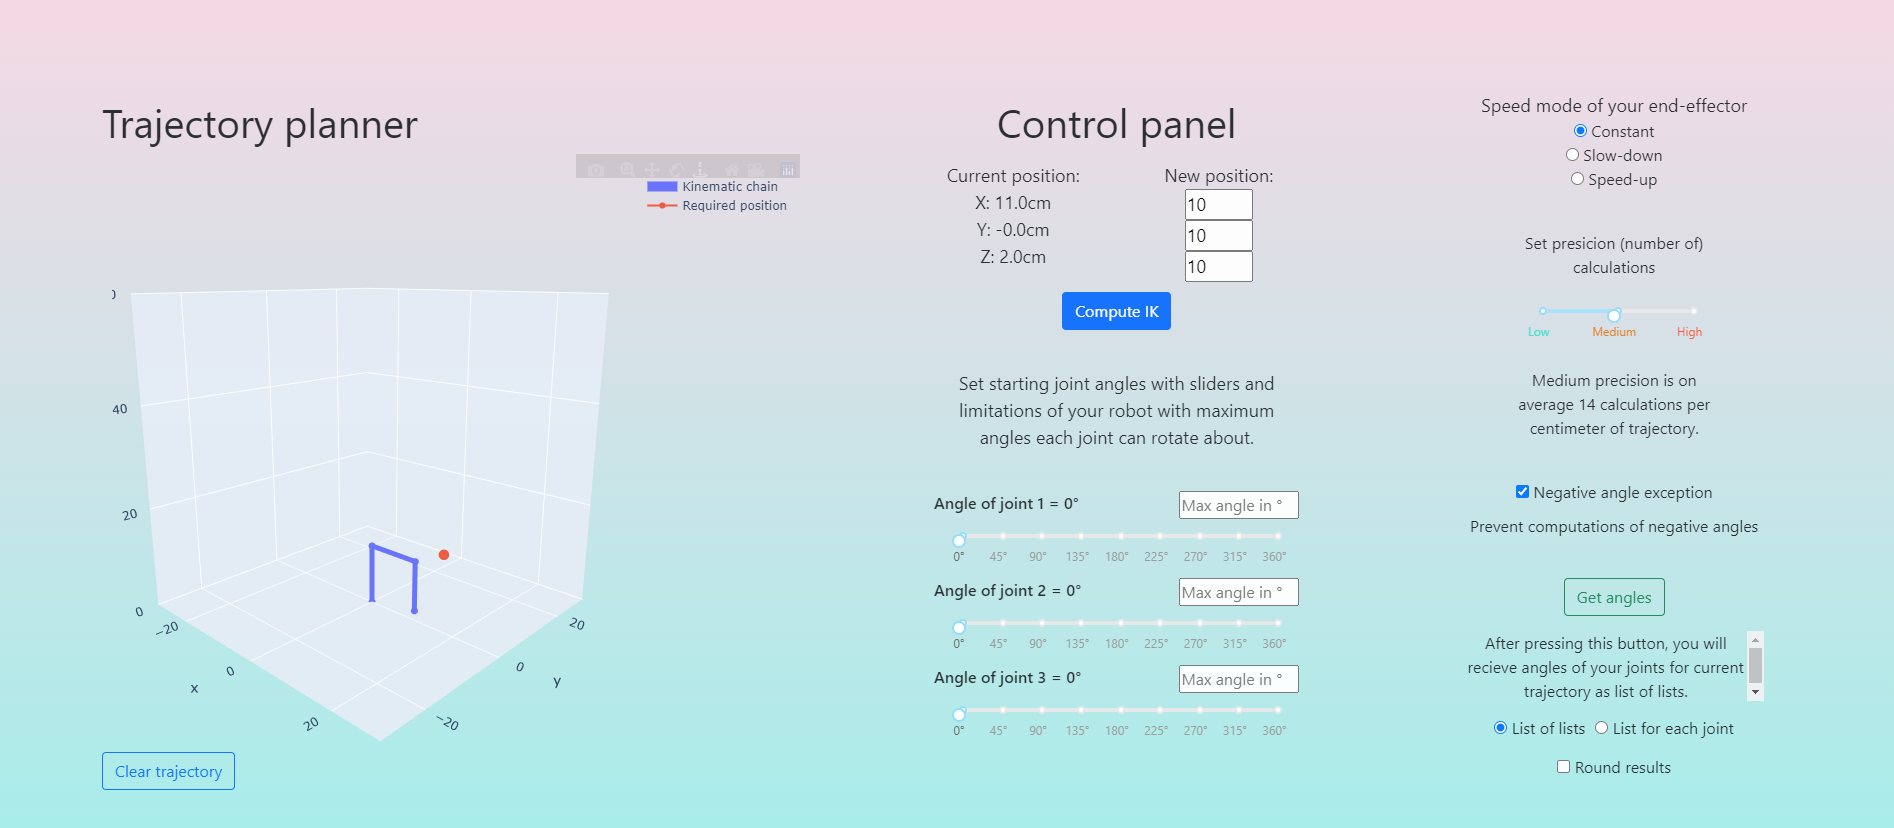 Trajectory planner
Kinematic chain
Required position
0
40
20
0
−20
0
20
x
20
0
−20
y
Clear trajectory
Control panel
Current position:
X: 11.0cm
Y: -0.0cm
Z: 2.0cm
New position:
10
10
10
Compute IK
Set starting joint angles with sliders and
limitations of your robot with maximum
angles each joint can rotate about.
Angle of joint 1 = 0°
Max angle in °
0° 45° 90° 135° 180° 225° 270° 315° 360°
Angle of joint 2 = 0°
Max angle in °
0° 45° 90° 135° 180° 225° 270° 315° 360°
Angle of joint 3 = 0°
Max angle in °
0° 45° 90° 135° 180° 225° 270° 315° 360°
Speed mode of your end-effector
Constant
Slow-down
Speed-up
Set presicion (number of)
calculations
Low Medium High
Medium precision is on
average 14 calculations per
centimeter of trajectory.
Negative angle exception
Prevent computations of negative angles
Get angles
After pressing this button, you will
recieve angles of your joints for current
trajectory as list of lists.
List of lists List for each joint
Round results